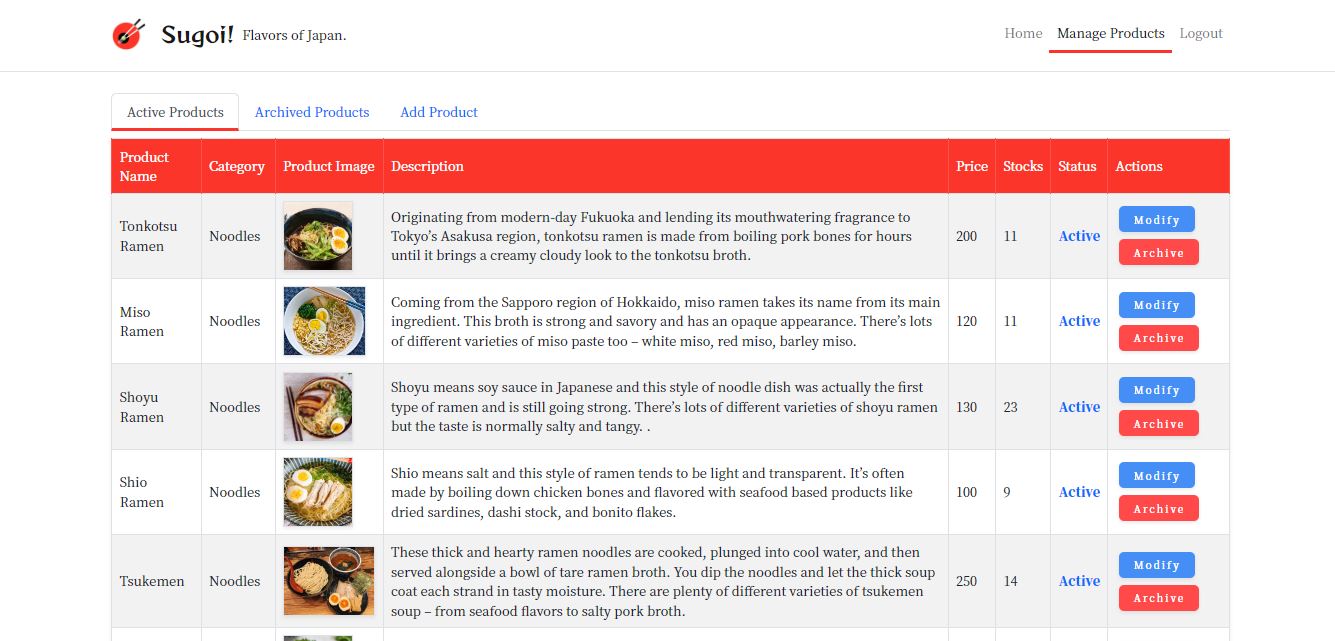 Sugoi! Flavors of Japan.
Home Manage Products Logout
Active Products Archived Products Add Product
Product
Name
Category Product Image Description Price Stocks Status Actions
Tonkotsu
Ramen
Noodles
Originating from modern-day Fukuoka and lending its mouthwatering fragrance to
Tokyo’s Asakusa region, tonkotsu ramen is made from boiling pork bones for hours
until it brings a creamy cloudy look to the tonkotsu broth.
200 11 Active
Modify
Archive
Miso
Ramen
Noodles
Coming from the Sapporo region of Hokkaido, miso ramen takes its name from its main
ingredient. This broth is strong and savory and has an opaque appearance. There’s lots
of different varieties of miso paste too – white miso, red miso, barley miso.
120 11 Active
Modify
Archive
Shoyu
Ramen
Noodles
Shoyu means soy sauce in Japanese and this style of noodle dish was actually the first
type of ramen and is still going strong. There’s lots of different varieties of shoyu ramen
but the taste is normally salty and tangy. .
130 23 Active
Modify
Archive
Shio
Ramen
Noodles
Shio means salt and this style of ramen tends to be light and transparent. It’s often
made by boiling down chicken bones and flavored with seafood based products like
dried sardines, dashi stock, and bonito flakes.
100 9 Active
Modify
Archive
Tsukemen
Noodles
These thick and hearty ramen noodles are cooked, plunged into cool water, and then
served alongside a bowl of tare ramen broth. You dip the noodles and let the thick soup
coat each strand in tasty moisture. There are plenty of different varieties of tsukemen
soup – from seafood flavors to salty pork broth.
250 14 Active
Modify
Archive